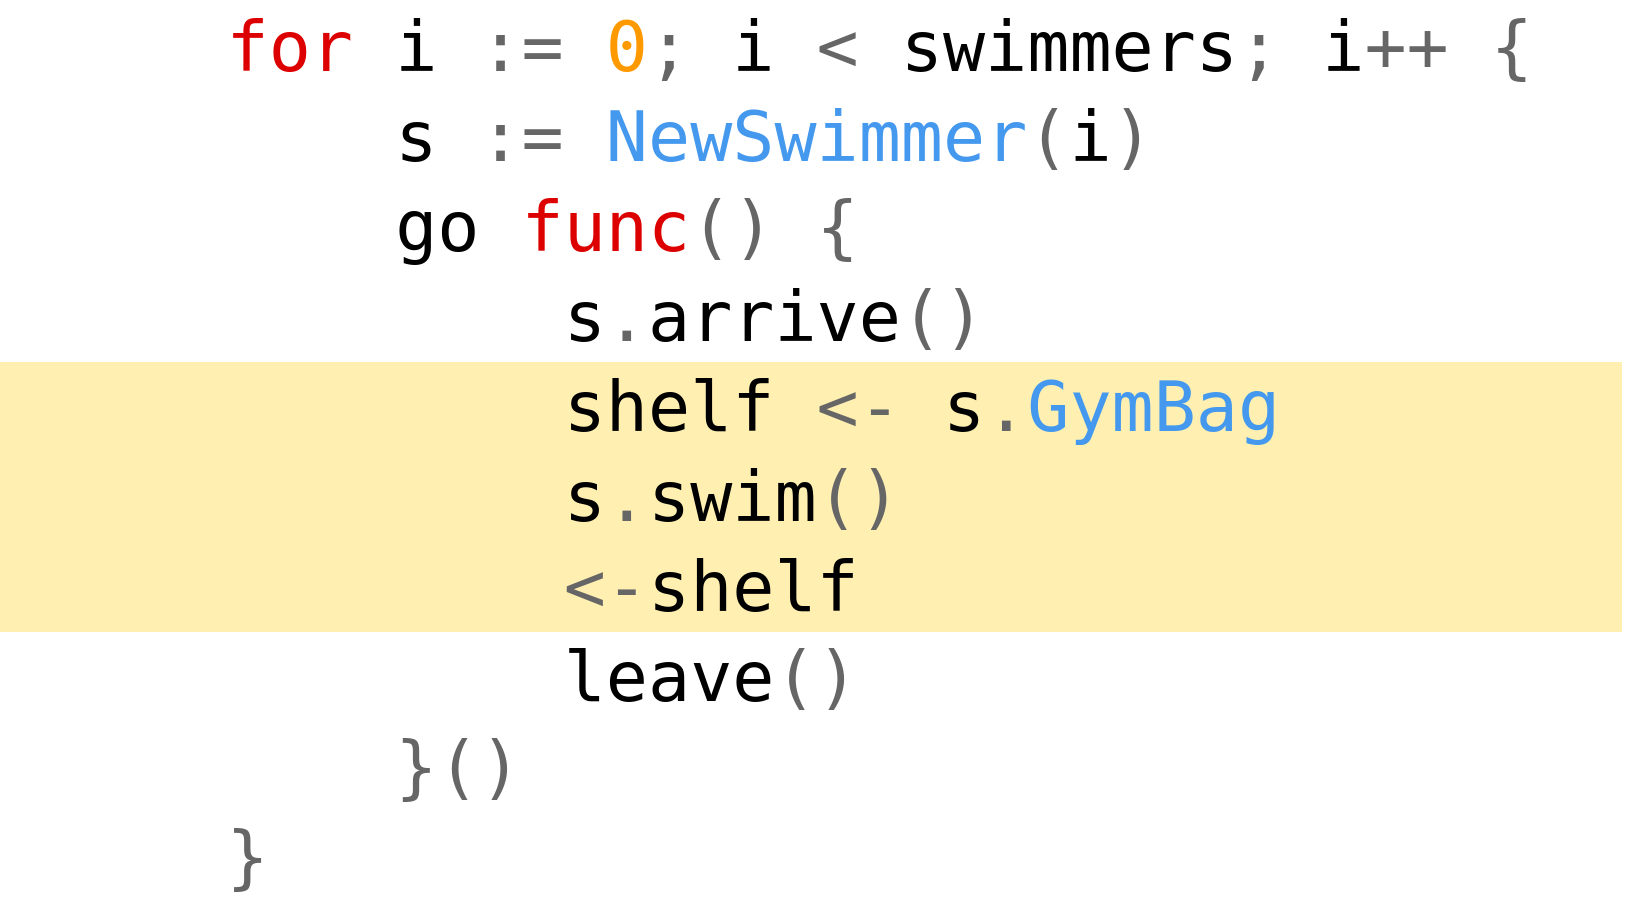 for i := 0; i < swimmers; i++ {
    s := NewSwimmer(i)
    go func() {
        s.arrive()
        shelf <- s.GymBag
        s.swim()
        <-shelf
        leave()
    }()
}